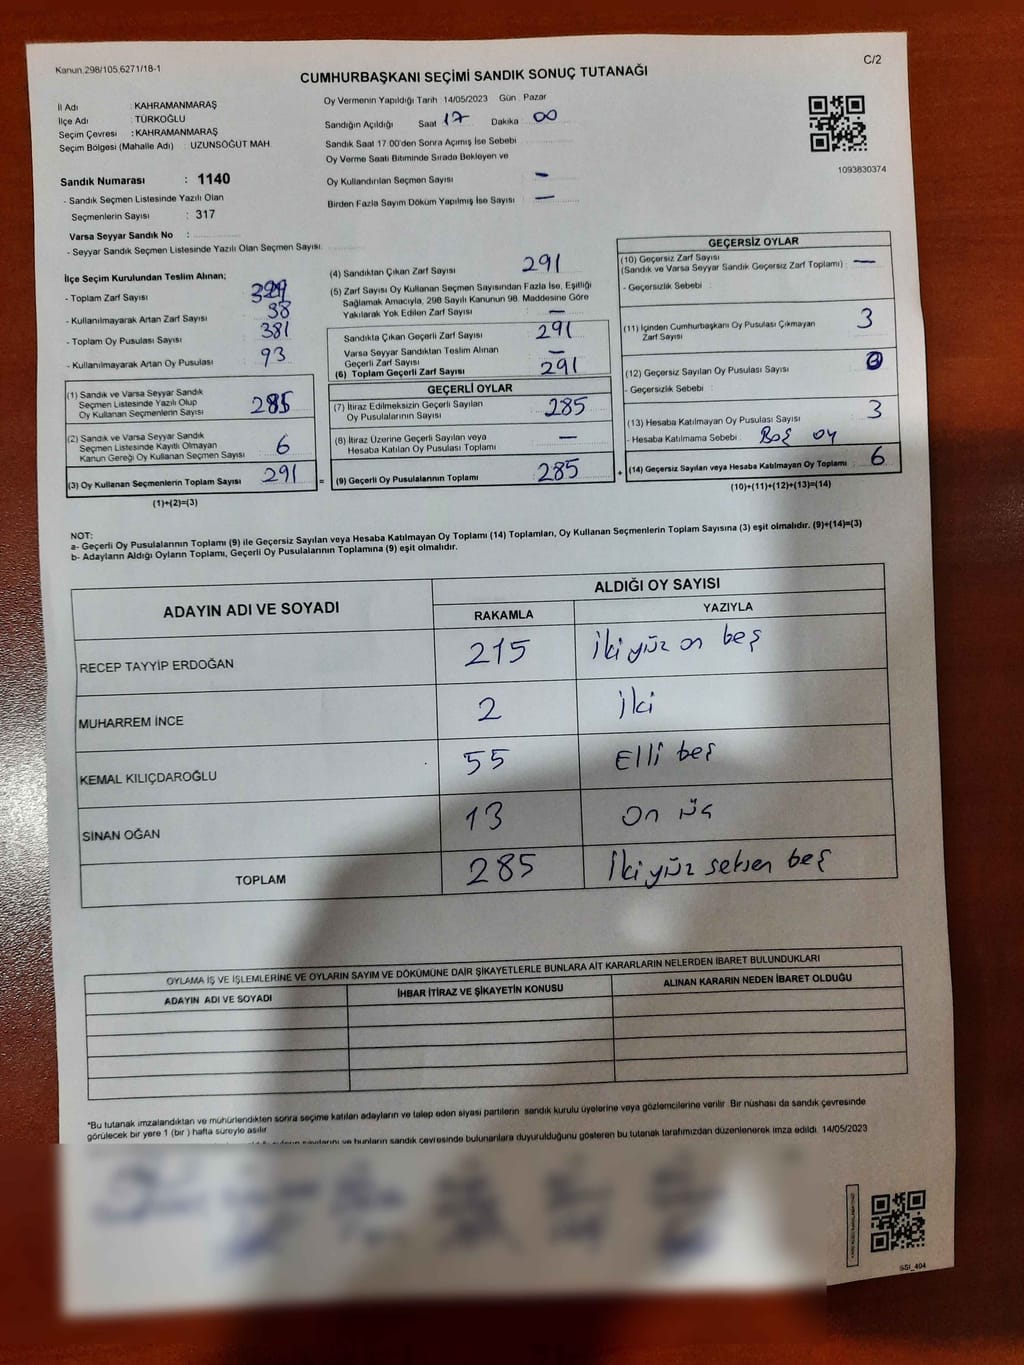 Kanun,298/105.6271/18-1
C/2
CUMHURBAŞKANI SEÇİMİ SANDIK SONUÇ TUTANAĞI
İl Adı : KAHRAMANMARAŞ
İlçe Adı : TÜRKOĞLU
Seçim Çevresi : KAHRAMANMARAŞ
Seçim Bölgesi (Mahalle Adı) : UZUNSÖĞÜT MAH.
Sandık Numarası : 1140
- Sandık Seçmen Listesinde Yazılı Olan
Seçmenlerin Sayısı : 317
Varsa Seyyar Sandık No :
- Seyyar Sandık Seçmen Listesinde Yazılı Olan Seçmen Sayısı:
Oy Vermenin Yapıldığı Tarih 14/05/2023 Gün : Pazar
Sandığın Açıldığı Saat 17 Dakika 00
Sandık Saat 17:00'den Sonra Açmış İse Sebebi
Oy Verme Saati Bitiminde Sırada Bekleyen ve
Oy Kullandırılan Seçmen Sayısı –
Birden Fazla Sayım Döküm Yapılmış İse Sayısı –
1093830374
İlçe Seçim Kurulundan Teslim Alınan;
- Toplam Zarf Sayısı
- Kullanılmayarak Artan Zarf Sayısı 38
- Toplam Oy Pusulası Sayısı 381
- Kullanılmayarak Artan Oy Pusulası 93
(1) Sandık ve Varsa Seyyar Sandık
Seçmen Listesinde Yazılı Olup
Oy Kullanan Seçmenlerin Sayısı 285
(2) Sandık ve Varsa Seyyar Sandık
Seçmen Listesinde Kayıtlı Olmayan
Kanun Gereği Oy Kullanan Seçmen Sayısı 6
(3) Oy Kullanan Seçmenlerin Toplam Sayısı 291 =
(1)+(2)=(3)
(4) Sandıktan Çıkan Zarf Sayısı 291
(5) Zarf Sayısı Oy Kullanan Seçmen Sayısından Fazla İse, Eşitliği
Sağlamak Amacıyla, 298 Sayılı Kanunun 98. Maddesine Göre
Yakılarak Yok Edilen Zarf Sayısı –
Sandıkta Çıkan Geçerli Zarf Sayısı 291
Varsa Seyyar Sandıktan Teslim Alınan
Geçerli Zarf Sayısı –
(6) Toplam Geçerli Zarf Sayısı 291
GEÇERLİ OYLAR
(7) İtiraz Edilmeksizin Geçerli Sayılan
Oy Pusulalarının Sayısı 285
(8) İtiraz Üzerine Geçerli Sayılan veya
Hesaba Katılan Oy Pusulası Toplamı –
(9) Geçerli Oy Pusulalarının Toplamı 285 +
GEÇERSİZ OYLAR
(10) Geçersiz Zarf Sayısı
(Sandık ve Varsa Seyyar Sandık Geçersiz Zarf Toplamı) : –
- Geçersizlik Sebebi :
(11) İçinden Cumhurbaşkanı Oy Pusulası Çıkmayan
Zarf Sayısı 3
(12) Geçersiz Sayılan Oy Pusulası Sayısı
- Geçersizlik Sebebi :
(13) Hesaba Katılmayan Oy Pusulası Sayısı 3
- Hesaba Katılmama Sebebi : Boş oy
(14) Geçersiz Sayılan veya Hesaba Katılmayan Oy Toplamı 6
(10)+(11)+(12)+(13)=(14)
NOT:
a- Geçerli Oy Pusulalarının Toplamı (9) ile Geçersiz Sayılan veya Hesaba Katılmayan Oy Toplamı (14) Toplamları, Oy Kullanan Seçmenlerin Toplam Sayısına (3) eşit olmalıdır. (9)+(14)=(3)
b- Adayların Aldığı Oyların Toplamı, Geçerli Oy Pusulalarının Toplamına (9) eşit olmalıdır.
ADAYIN ADI VE SOYADI ALDIĞI OY SAYISI
RAKAMLA YAZIYLA
RECEP TAYYİP ERDOĞAN 215 İkiyüz on beş
MUHARREM İNCE 2 İki
KEMAL KILIÇDAROĞLU 55 Elli beş
SİNAN OĞAN 13 On üç
TOPLAM 285 İkiyüz seksen beş
OYLAMA İŞ VE İŞLEMLERİNE VE OYLARIN SAYIM VE DÖKÜMÜNE DAİR ŞİKAYETLERLE BUNLARA AİT KARARLARIN NELERDEN İBARET BULUNDUKLARI
ADAYIN ADI VE SOYADI İHBAR İTİRAZ VE ŞİKAYETİN KONUSU ALINAN KARARIN NEDEN İBARET OLDUĞU
*Bu tutanak imzalandıktan ve mühürlendikten sonra seçime katılan adayların ve talep eden siyasi partilerin sandık kurulu üyelerine veya gözlemcilerine verilir. Bir nüshası da sandık çevresinde
görülecek bir yere 1 (bir) hafta süreyle asılır.
sayılarını ve bunların sandık çevresinde bulunanlara duyurulduğunu gösteren bu tutanak tarafımızdan düzenlenerek imza edildi. 14/05/2023
SSI_404